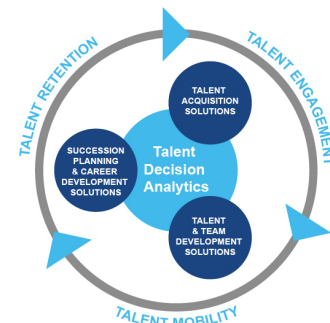 TALENT RETENTION
TALENT ENGAGEMENT
TALENT
ACQUISITION
SOLUTIONS
SUCCESSION
PLANNING
& CAREER
DEVELOPMENT
SOLUTIONS
Talent
Decision
Analytics
TALENT
& TEAM
DEVELOPMENT
SOLUTIONS
TALENT MOBILITY